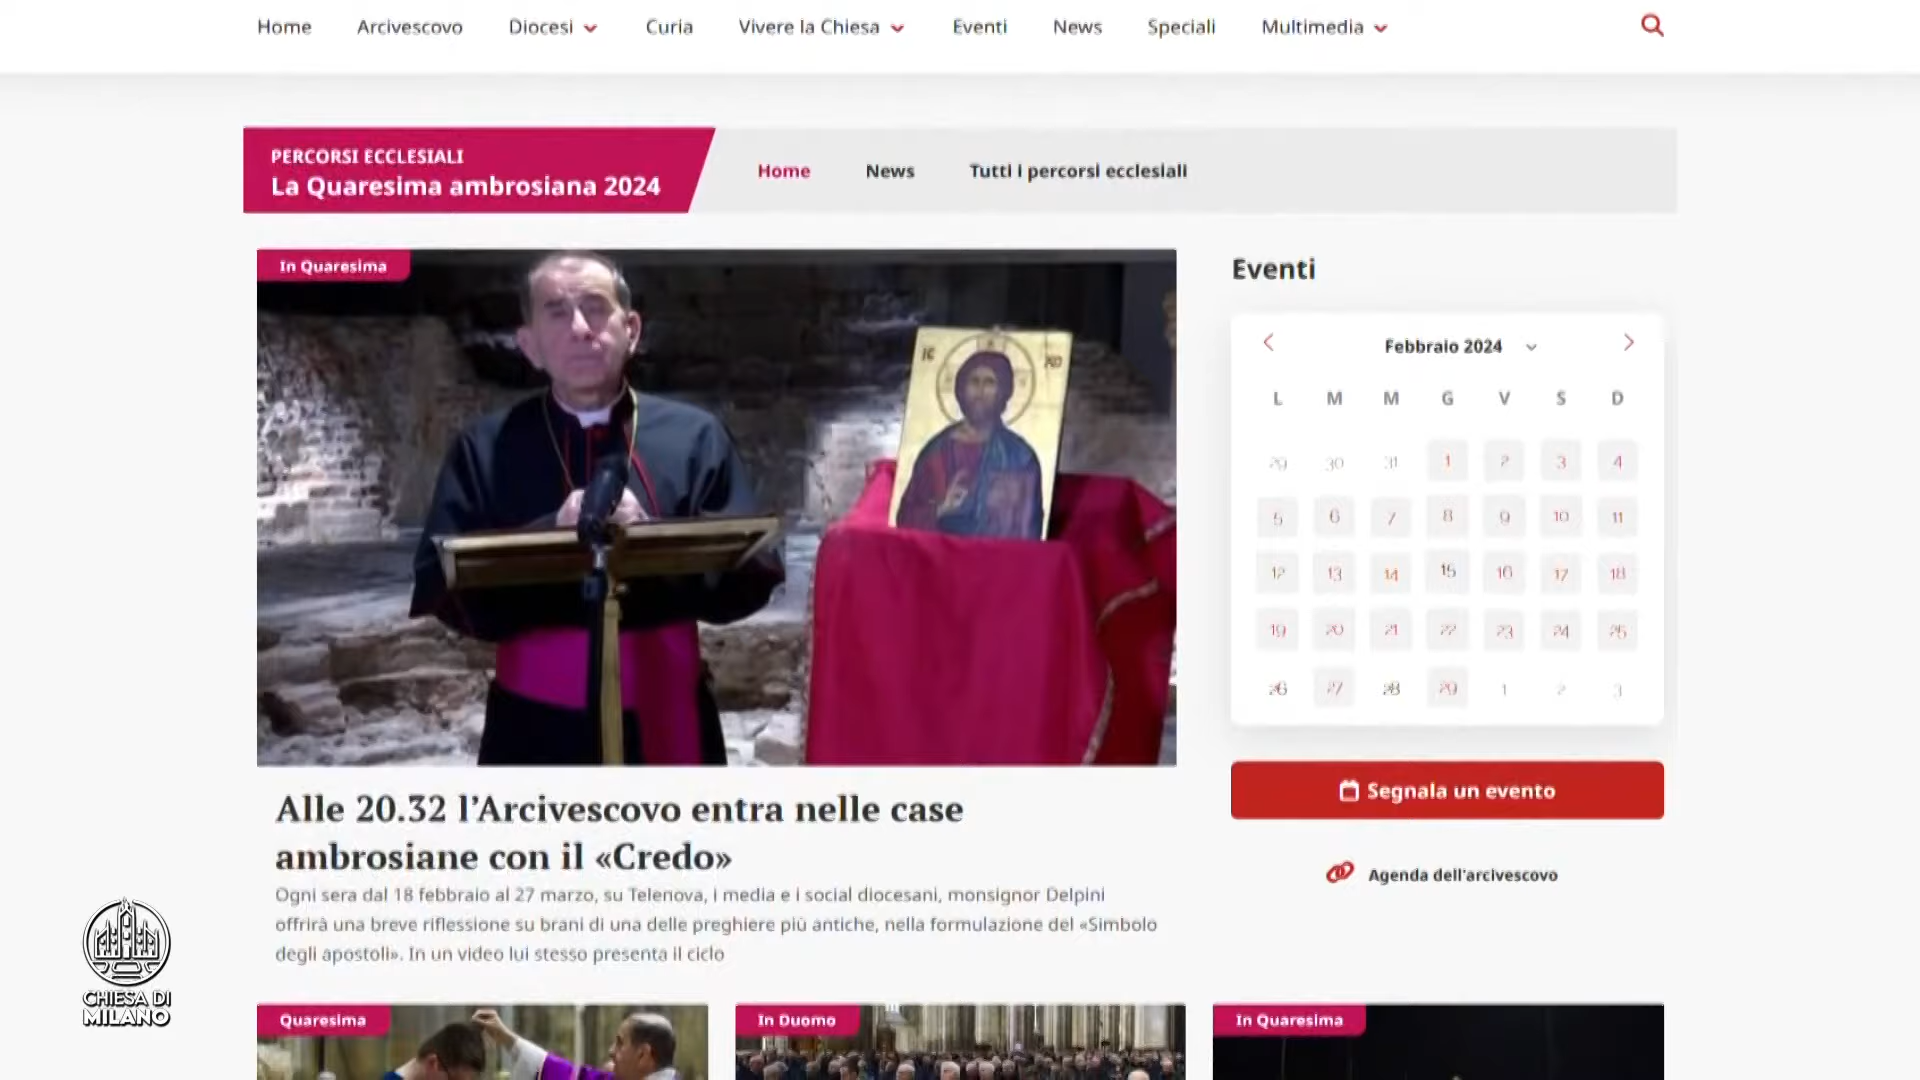 Home Arcivescovo Diocesi Curia Vivere la Chiesa Eventi News Speciali Multimedia
PERCORSI ECCLESIALI
La Quaresima ambrosiana 2024
Home News Tutti i percorsi ecclesiali
In Quaresima
IC XC
Alle 20.32 l'Arcivescovo entra nelle case
ambrosiane con il «Credo»
Ogni sera dal 18 febbraio al 27 marzo, su Telenova, i media e i social diocesani, monsignor Delpini
offrirà una breve riflessione su brani di una delle preghiere più antiche, nella formulazione del «Simbolo
degli apostoli». In un video lui stesso presenta il ciclo
Eventi
Febbraio 2024
L M M G V S D
29 30 31 1 2 3 4
5 6 7 8 9 10 11
12 13 14 15 16 17 18
19 20 21 22 23 24 25
26 27 28 29 1 2 3
Segnala un evento
Agenda dell'arcivescovo
Quaresima
In Duomo
In Quaresima
CHIESA DI
MILANO